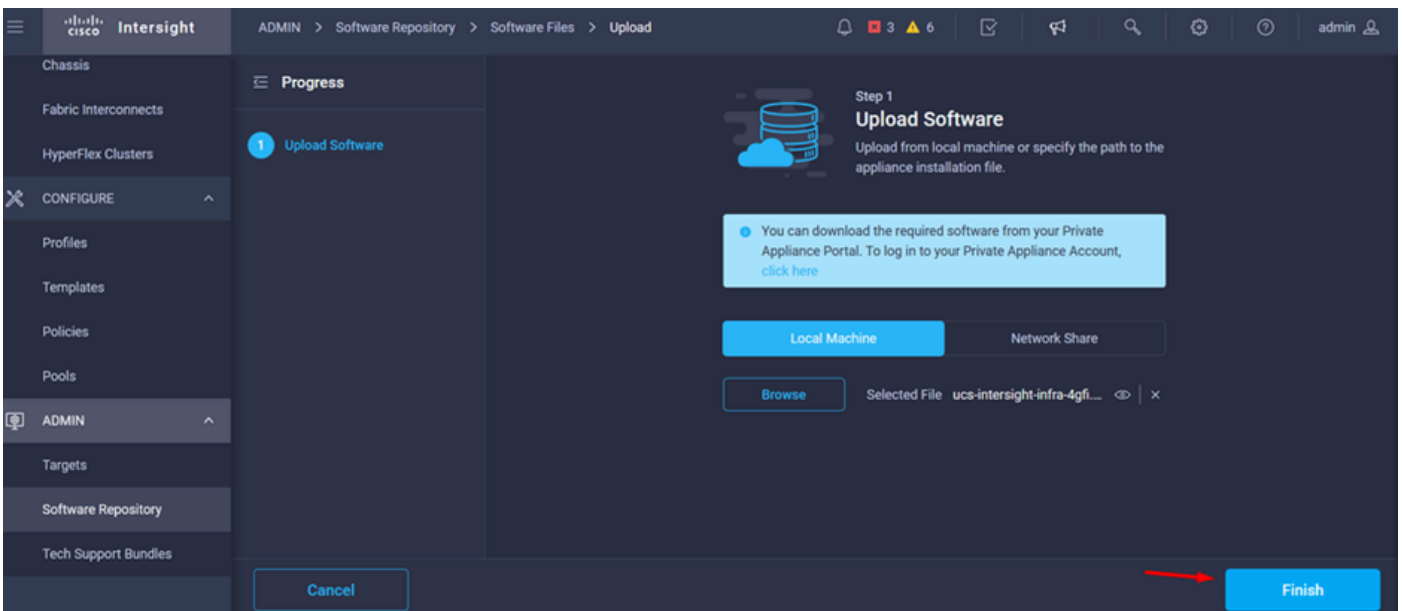 cisco Intersight
ADMIN > Software Repository > Software Files > Upload
3 6
admin
Chassis
Fabric Interconnects
HyperFlex Clusters
CONFIGURE
Profiles
Templates
Policies
Pools
ADMIN
Targets
Software Repository
Tech Support Bundles
Progress
1 Upload Software
Step 1
Upload Software
Upload from local machine or specify the path to the
appliance installation file.
You can download the required software from your Private
Appliance Portal. To log in to your Private Appliance Account,
click here
Local Machine Network Share
Browse Selected File ucs-intersight-infra-4gfi....
Cancel Finish